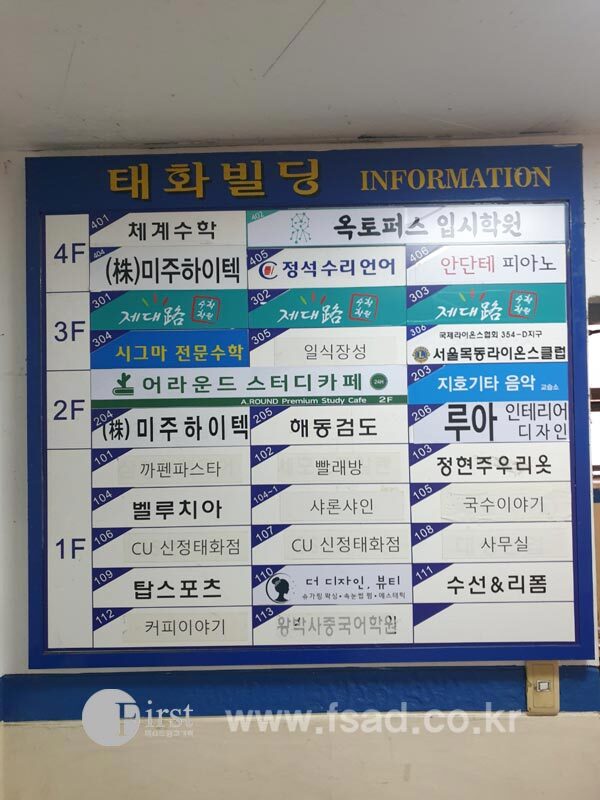 태화빌딩 INFORMATION
4F
401 체계수학
402 옥토퍼스 입시학원
(株)미주하이텍
405 정석수리언어
406 안단테 피아노
3F
301 제대路 수학학원
302 제대路 수학학원
303 제대路 수학학원
304 시그마 전문수학
305 일식장성
306 국제라이온스협회 354-D지구
서울목동라이온스클럽
2F
어라운드 스터디카페 24H
A.ROUND Premium Study Cafe 2F
203 지호기타 음악 교습소
204 (株)미주하이텍
205 해동검도
206 루아 인테리어
디자인
1F
101 까펜파스타
102 빨래방
103 정현주우리옷
104 벨루치아
104-1 샤론샤인
105 국수이야기
106 CU 신정태화점
107 CU 신정태화점
108 사무실
109 탑스포츠
110 더 디자인, 뷰티
슈가링 왁싱·속눈썹 펌·에스테틱
111 수선&리폼
112 커피이야기
113 왕박사중국어학원
First
퍼스트광고기획
www.fsad.co.kr